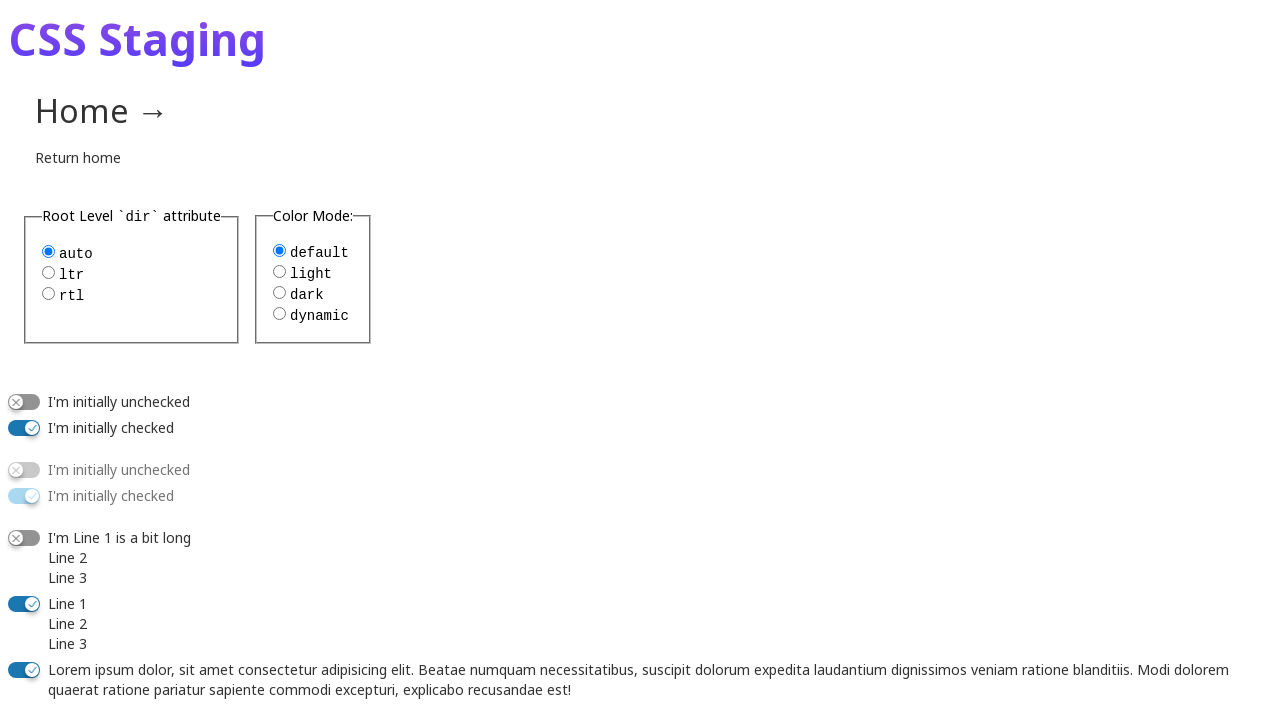 CSS Staging
Home →
Return home
Root Level `dir` attribute
auto
ltr
rtl
Color Mode:
default
light
dark
dynamic
I'm initially unchecked
I'm initially checked
I'm initially unchecked
I'm initially checked
I'm Line 1 is a bit long
Line 2
Line 3
Line 1
Line 2
Line 3
Lorem ipsum dolor, sit amet consectetur adipisicing elit. Beatae numquam necessitatibus, suscipit dolorum expedita laudantium dignissimos veniam ratione blanditiis. Modi dolorem
quaerat ratione pariatur sapiente commodi excepturi, explicabo recusandae est!